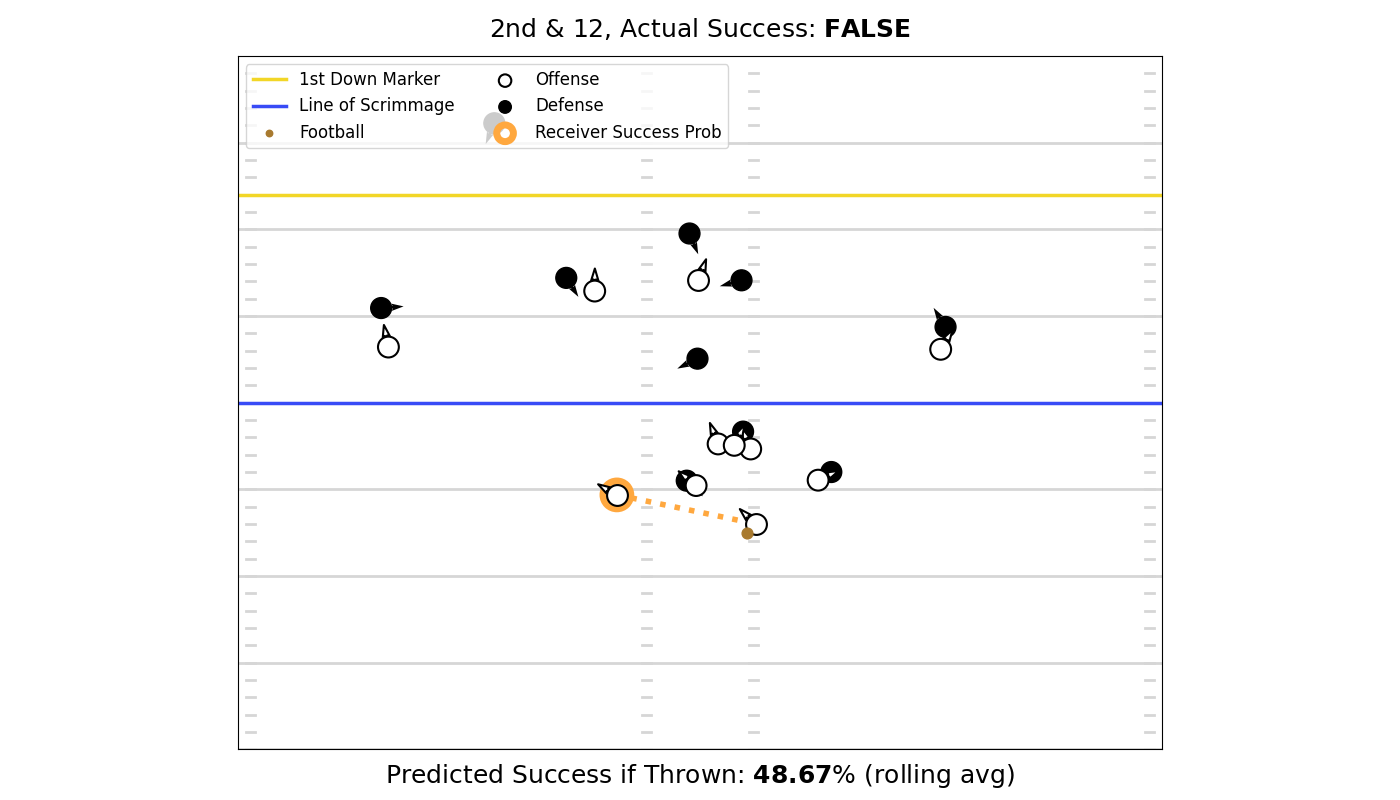 2nd & 12, Actual Success: FALSE
1st Down Marker
Line of Scrimmage
Football
Offense
Defense
Receiver Success Prob
Predicted Success if Thrown: 48.67% (rolling avg)